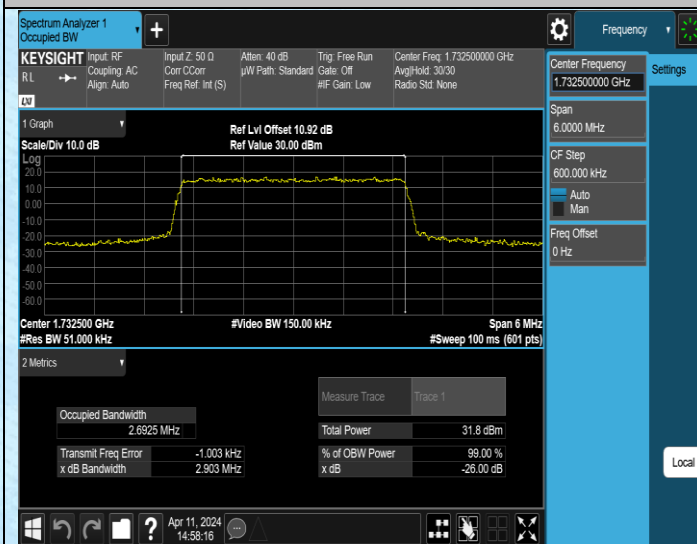 Spectrum Analyzer 1
Occupied BW
Frequency
KEYSIGHT
RL
LXI
Input: RF
Coupling: AC
Align: Auto
Input Z: 50 Ω
Corr CCorr
Freq Ref: Int (S)
Atten: 40 dB
µW Path: Standard
Trig: Free Run
Gate: Off
#IF Gain: Low
Center Freq: 1.732500000 GHz
Avg|Hold: 30/30
Radio Std: None
Center Frequency
1.732500000 GHz
Settings
Span
6.0000 MHz
CF Step
600.000 kHz
Auto
Man
Freq Offset
0 Hz
Local
1 Graph
Scale/Div 10.0 dB
Ref Lvl Offset 10.92 dB
Ref Value 30.00 dBm
Log
20.0
10.0
0.00
-10.0
-20.0
-30.0
-40.0
-50.0
-60.0
Center 1.732500 GHz
#Video BW 150.00 kHz
Span 6 MHz
#Res BW 51.000 kHz
#Sweep 100 ms (601 pts)
2 Metrics
Measure Trace
Trace 1
Occupied Bandwidth
2.6925 MHz
Total Power
31.8 dBm
Transmit Freq Error
-1.003 kHz
% of OBW Power
99.00 %
x dB Bandwidth
2.903 MHz
x dB
-26.00 dB
?
Apr 11, 2024
14:58:16